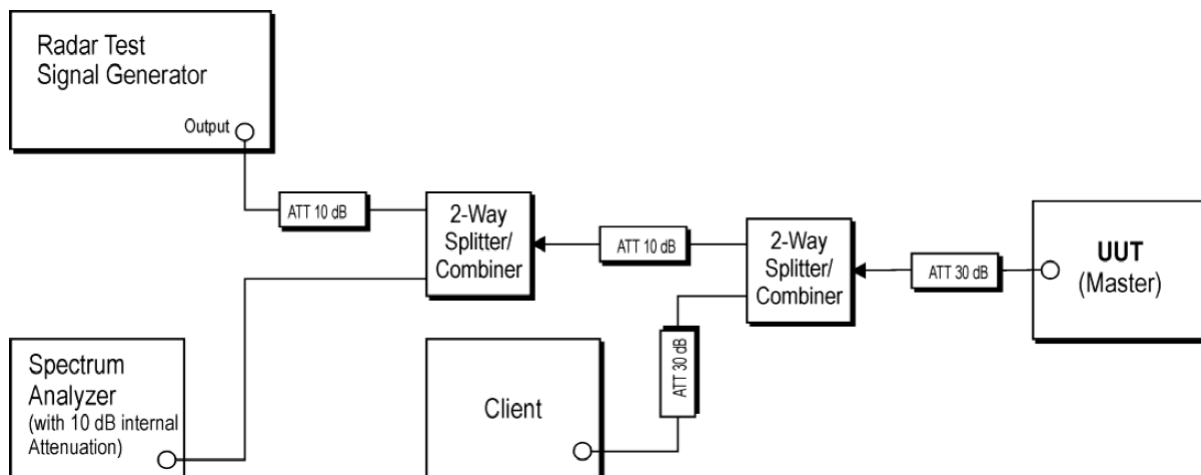 Radar Test
Signal Generator
Output
ATT 10 dB
2-Way
Splitter/
Combiner
ATT 10 dB
2-Way
Splitter/
Combiner
ATT 30 dB
UUT
(Master)
Spectrum
Analyzer
(with 10 dB internal
Attenuation)
Client
ATT 30 dB